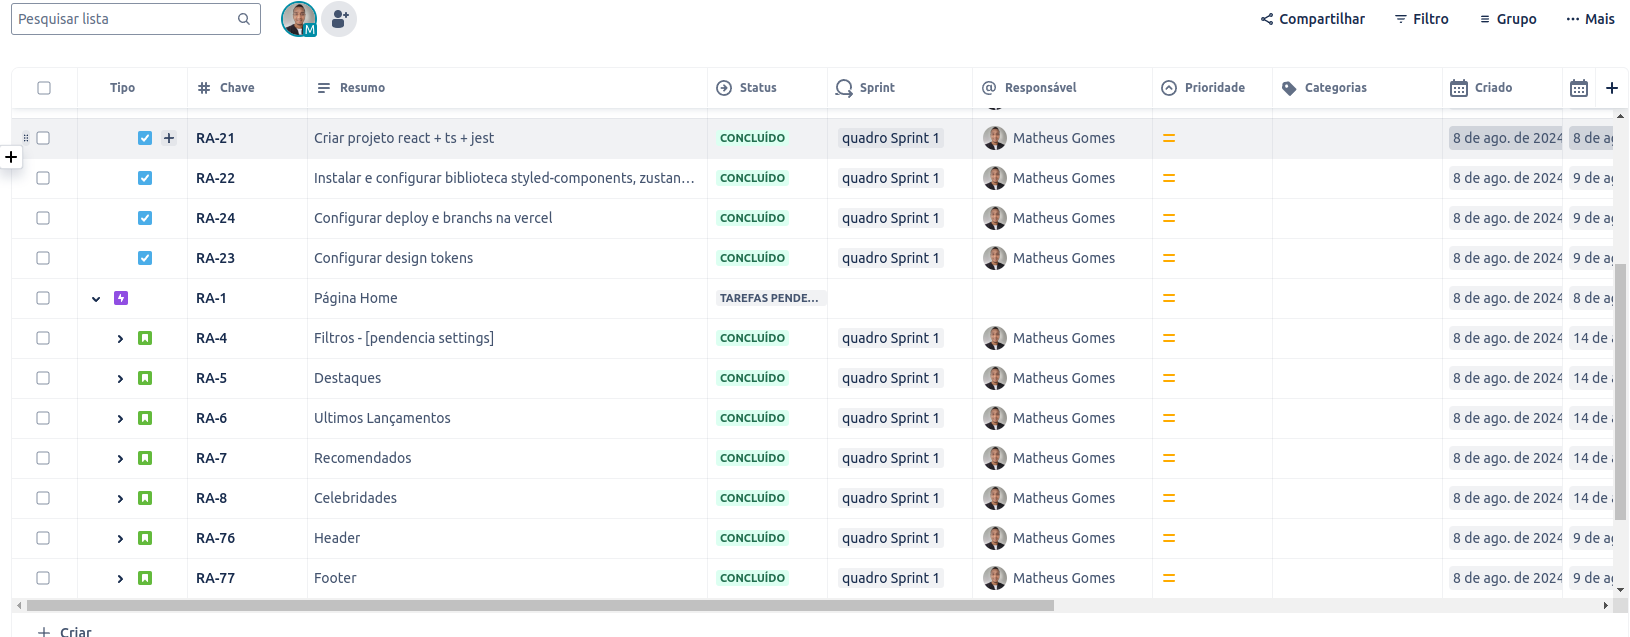 Pesquisar lista M Compartilhar Filtro Grupo Mais
Tipo Chave Resumo Status Sprint Responsável Prioridade Categorias Criado
RA-21 Criar projeto react + ts + jest CONCLUÍDO quadro Sprint 1 Matheus Gomes 8 de ago. de 2024 8 de ag
RA-22 Instalar e configurar biblioteca styled-components, zustan... CONCLUÍDO quadro Sprint 1 Matheus Gomes 8 de ago. de 2024 9 de ag
RA-24 Configurar deploy e branchs na vercel CONCLUÍDO quadro Sprint 1 Matheus Gomes 8 de ago. de 2024 9 de ag
RA-23 Configurar design tokens CONCLUÍDO quadro Sprint 1 Matheus Gomes 8 de ago. de 2024 9 de ag
RA-1 Página Home TAREFAS PENDE... 8 de ago. de 2024 8 de ag
RA-4 Filtros - [pendencia settings] CONCLUÍDO quadro Sprint 1 Matheus Gomes 8 de ago. de 2024 14 de a
RA-5 Destaques CONCLUÍDO quadro Sprint 1 Matheus Gomes 8 de ago. de 2024 14 de a
RA-6 Ultimos Lançamentos CONCLUÍDO quadro Sprint 1 Matheus Gomes 8 de ago. de 2024 14 de a
RA-7 Recomendados CONCLUÍDO quadro Sprint 1 Matheus Gomes 8 de ago. de 2024 14 de a
RA-8 Celebridades CONCLUÍDO quadro Sprint 1 Matheus Gomes 8 de ago. de 2024 14 de a
RA-76 Header CONCLUÍDO quadro Sprint 1 Matheus Gomes 8 de ago. de 2024 9 de ag
RA-77 Footer CONCLUÍDO quadro Sprint 1 Matheus Gomes 8 de ago. de 2024 9 de ag
+ Criar